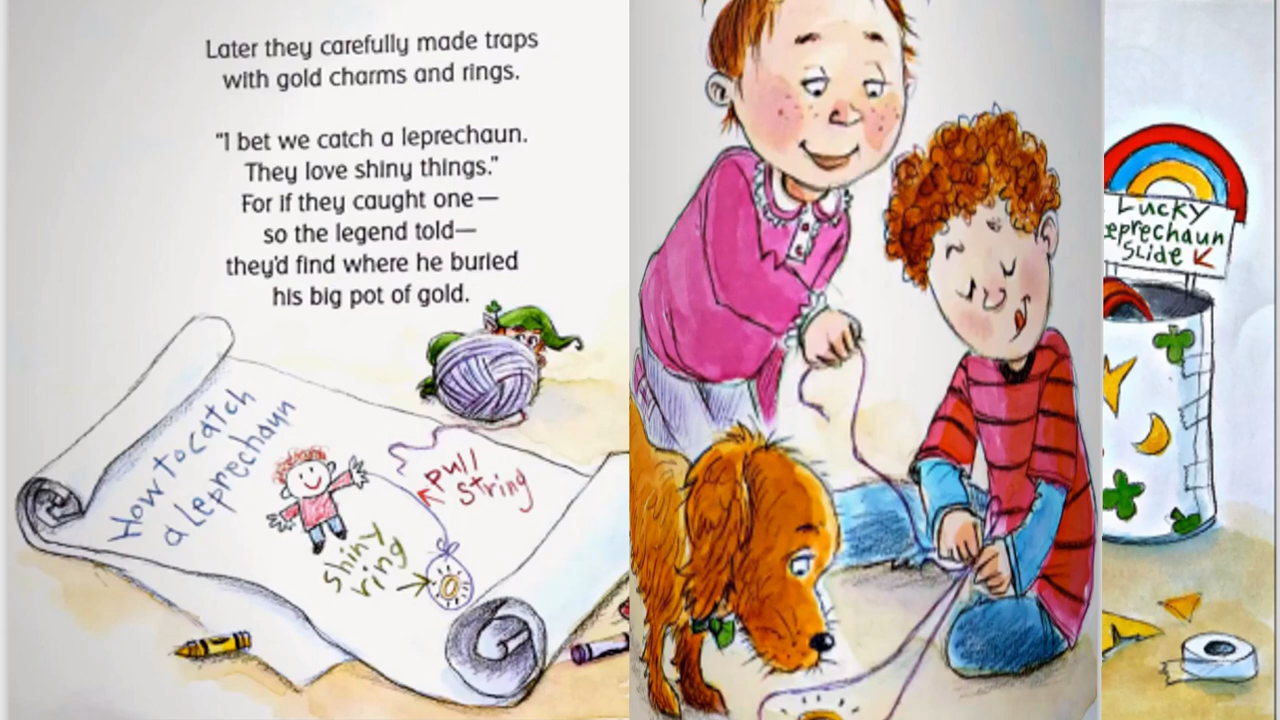 Later they carefully made traps
with gold charms and rings.
"I bet we catch a leprechaun.
They love shiny things."
For if they caught one—
so the legend told—
they'd find where he buried
his big pot of gold.
How to catch
a Leprechaun
pull
string
shiny
ring
Lucky
eprechaun
Slide